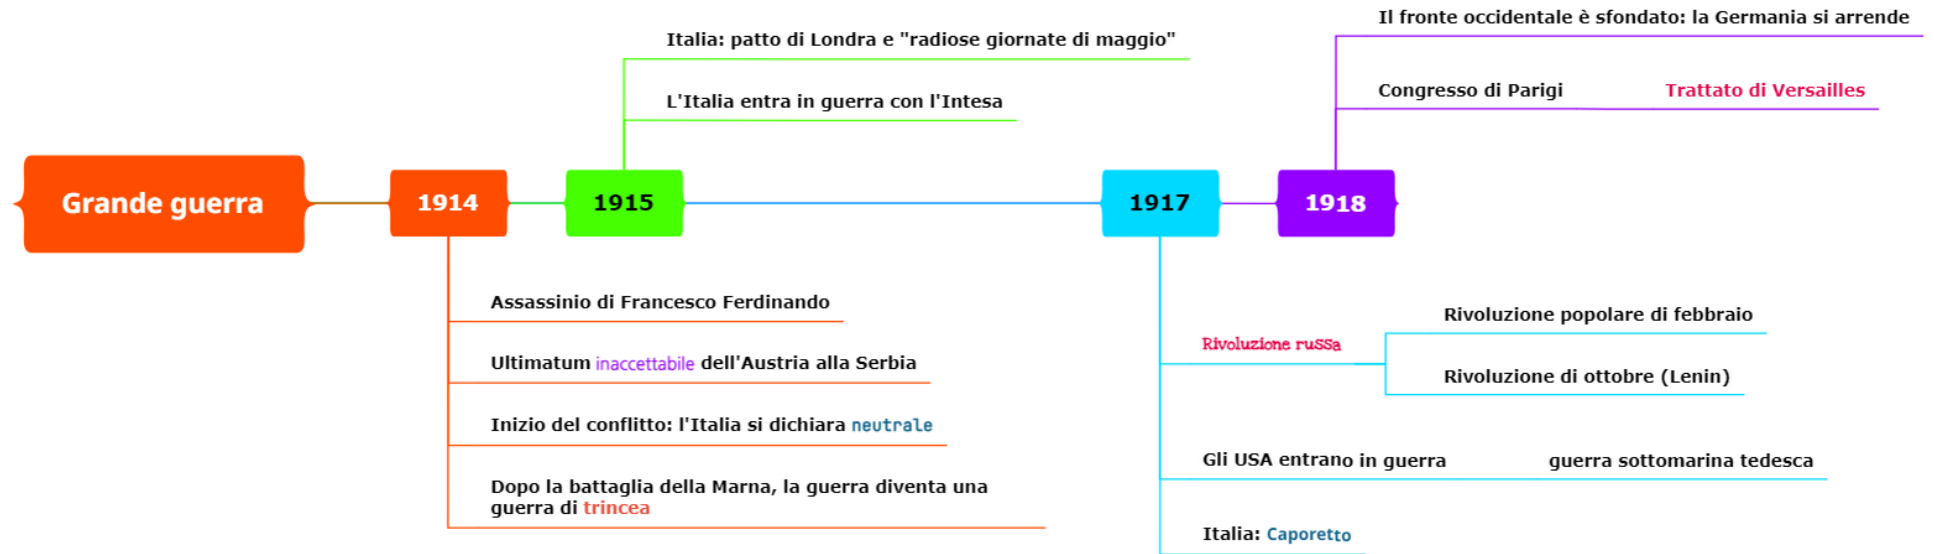 Grande guerra
1914
Assassinio di Francesco Ferdinando
Ultimatum inaccettabile dell'Austria alla Serbia
Inizio del conflitto: l'Italia si dichiara neutrale
Dopo la battaglia della Marna, la guerra diventa una
guerra di trincea
1915
Italia: patto di Londra e "radiose giornate di maggio"
L'Italia entra in guerra con l'Intesa
1917
Rivoluzione russa
Rivoluzione popolare di febbraio
Rivoluzione di ottobre (Lenin)
Gli USA entrano in guerra
guerra sottomarina tedesca
Italia: Caporetto
1918
Il fronte occidentale è sfondato: la Germania si arrende
Congresso di Parigi
Trattato di Versailles